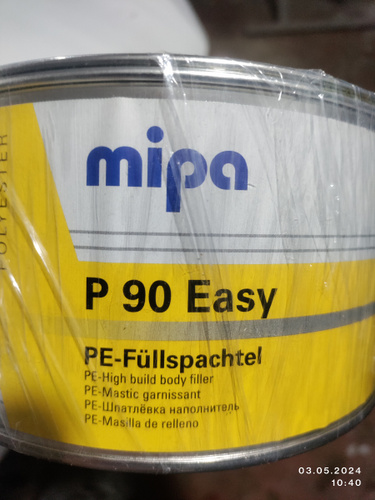 POLYESTER
mipa
P 90 Easy
PE-Füllspachtel
PE-High build body filler
PE-Mastic garnissant
PE-Шпатлёвка наполнитель
PE-Masilla de relleno
03.05.2024
10:40